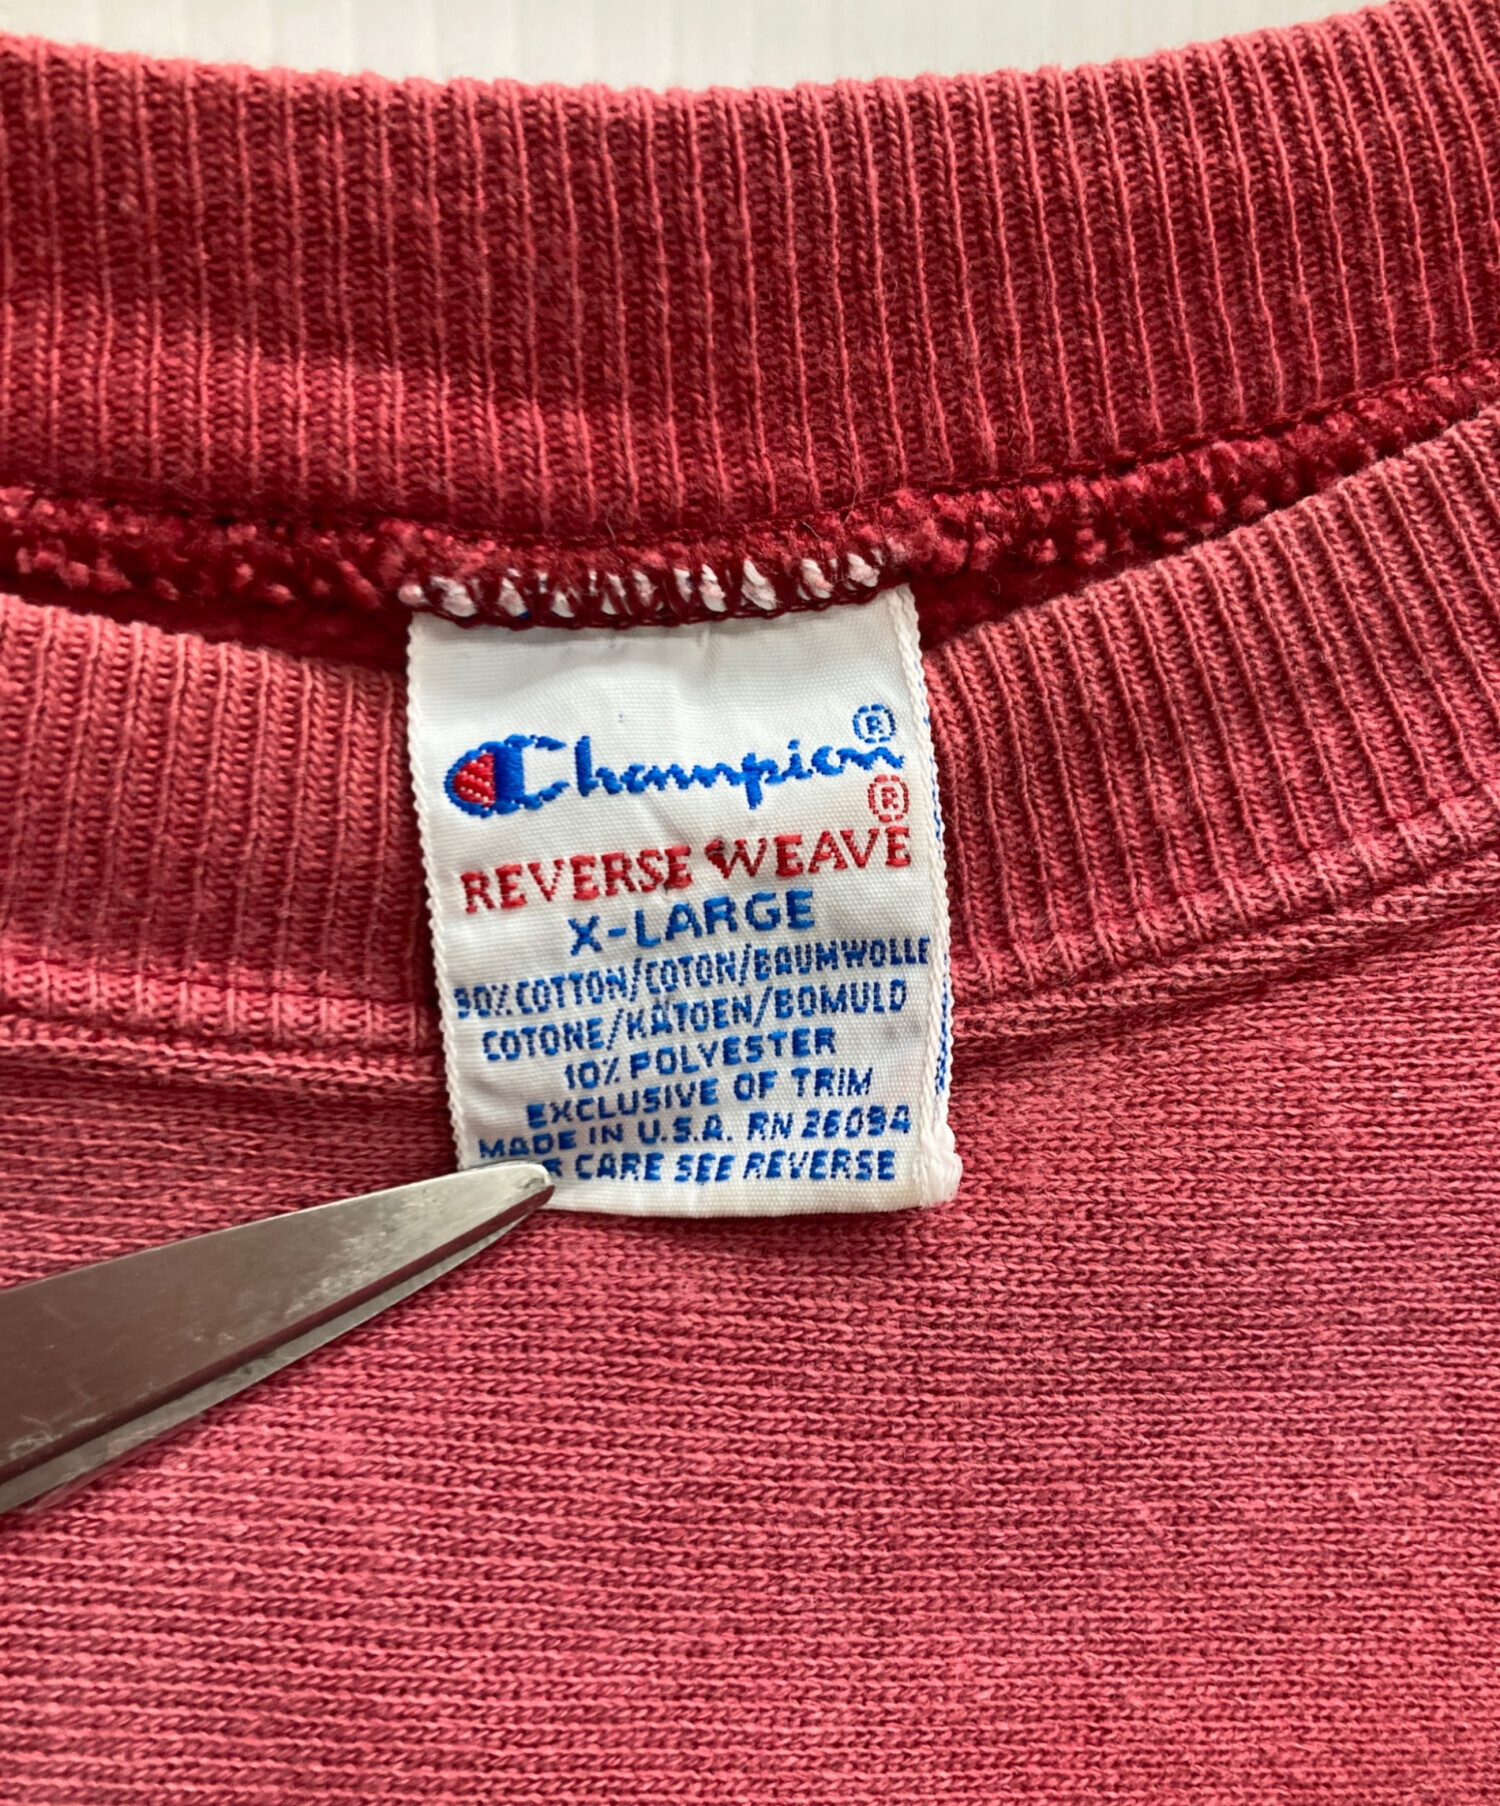 Champion®
REVERSE WEAVE®
X-LARGE
90% COTTON/COTON/BAUMWOLLE
COTONE/KATOEN/BOMULD
10% POLYESTER
EXCLUSIVE OF TRIM
MADE IN U.S.A. RN 26094
CARE SEE REVERSE